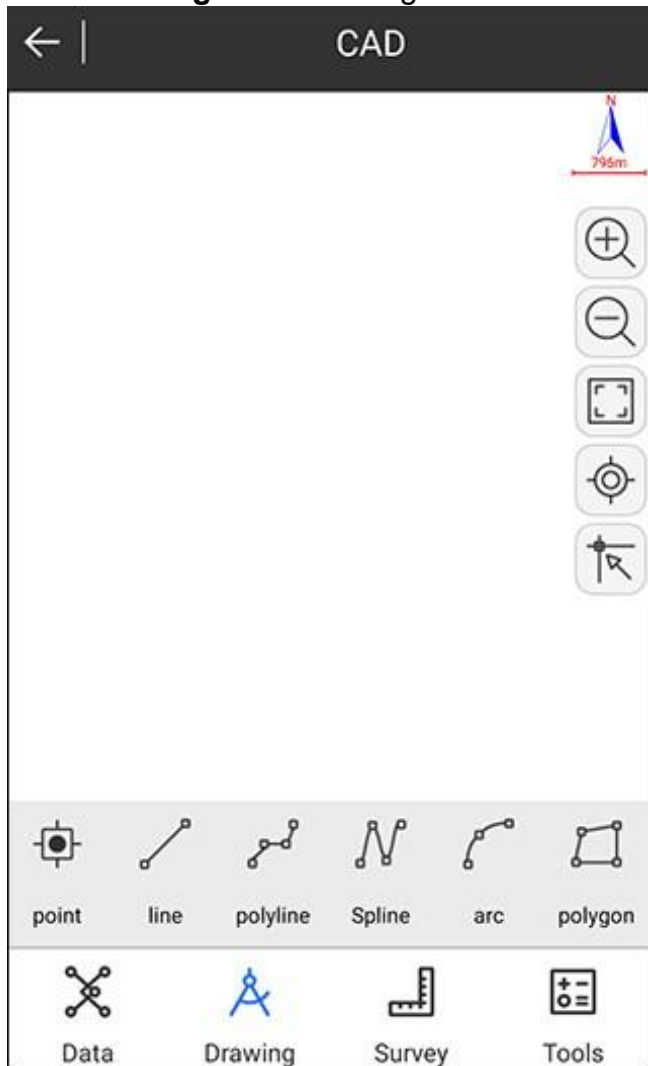 CAD
N
796m
point line polyline Spline arc polygon
Data Drawing Survey Tools